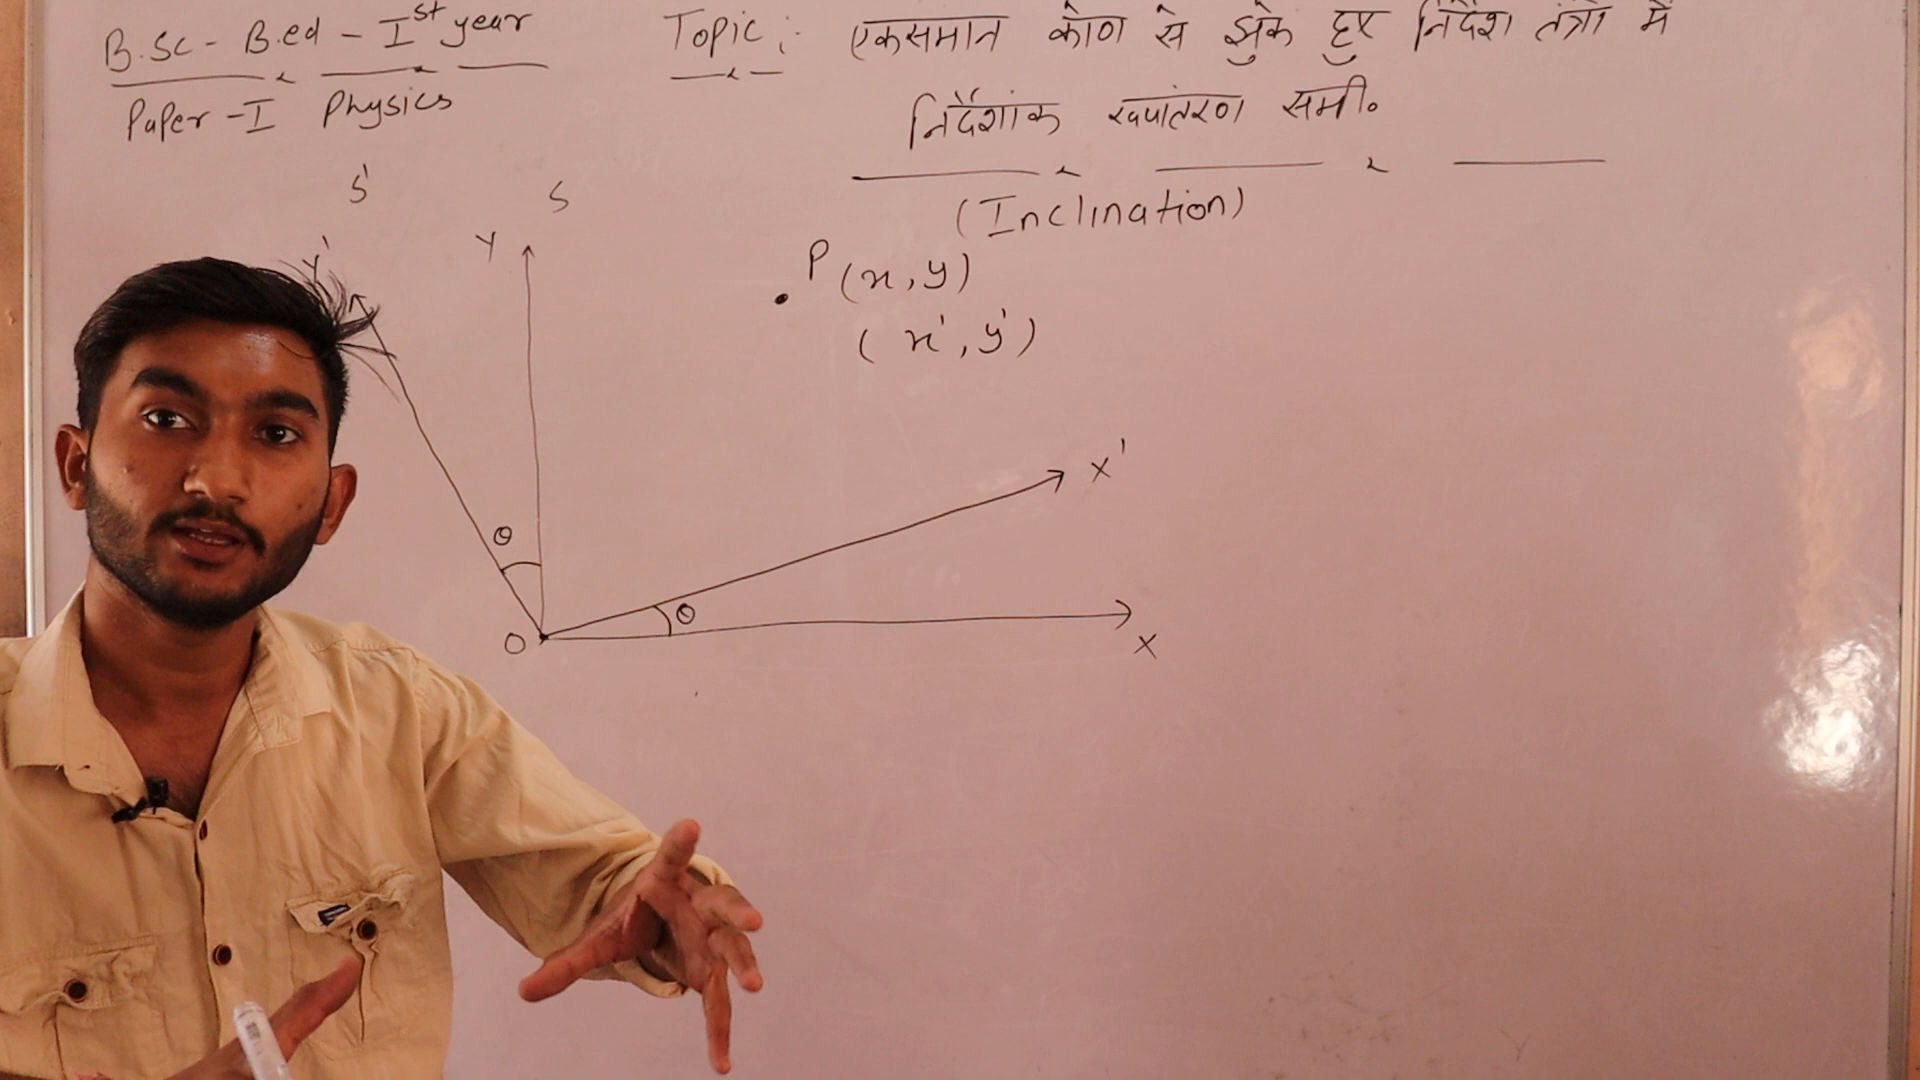 B.Sc - B.ed - Ist year
Paper - I Physics
Topic :- एकसमान कोण से झुके हुए निर्देश तंत्रो में
निर्देशांक रूपांतरण समी०
(Inclination)
S' S
Y' Y
P (x, y)
(x', y')
X'
θ
θ
O
X